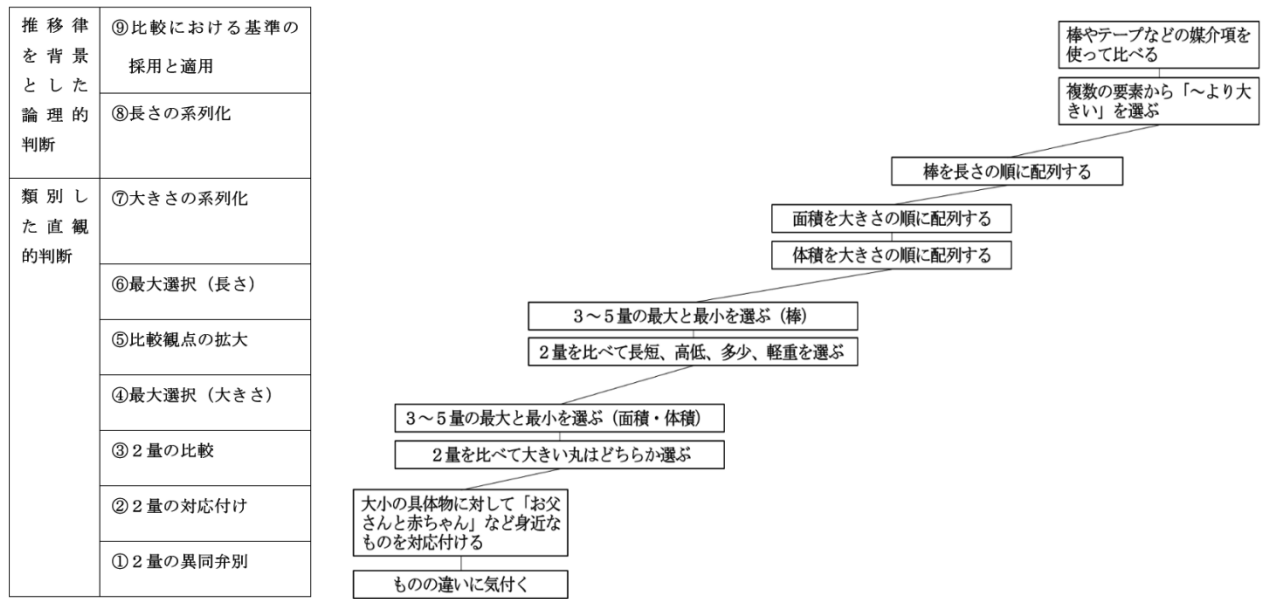 推移律
を背景
とした
論理的
判断
⑨比較における基準の
採用と適用
⑧長さの系列化
類別し
た直観
的判断
⑦大きさの系列化
⑥最大選択（長さ）
⑤比較観点の拡大
④最大選択（大きさ）
③２量の比較
②２量の対応付け
①２量の異同弁別
棒やテープなどの媒介項を
使って比べる
複数の要素から「～より大
きい」を選ぶ
棒を長さの順に配列する
面積を大きさの順に配列する
体積を大きさの順に配列する
３～５量の最大と最小を選ぶ（棒）
２量を比べて長短、高低、多少、軽重を選ぶ
３～５量の最大と最小を選ぶ（面積・体積）
２量を比べて大きい丸はどちらか選ぶ
大小の具体物に対して「お父
さんと赤ちゃん」など身近な
ものを対応付ける
ものの違いに気付く